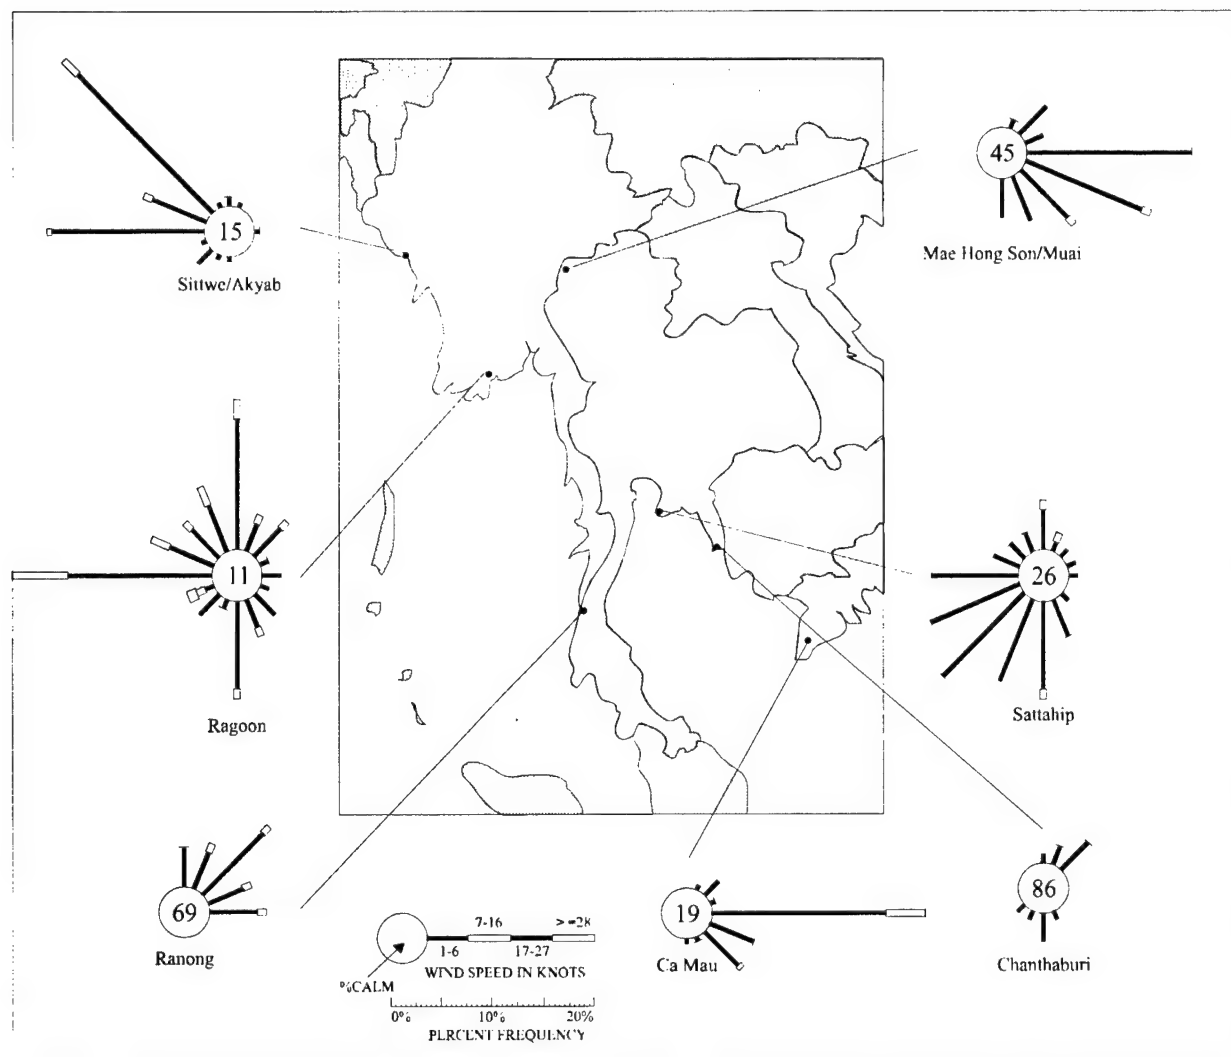 45
15
Mae Hong Son/Muai
Sittwe/Akyab
11
26
Ragoon
Sattahip
86
69
19
7-16
>=28
1-6
17-27
Ranong
Ca Mau
Chanthaburi
WIND SPEED IN KNOTS
%CALM
0%
10%
20%
PERCENT FREQUENCY